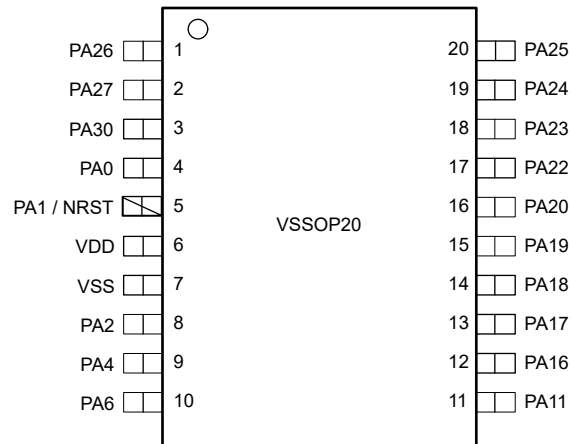 PA26 1 20 PA25
PA27 2 19 PA24
PA30 3 18 PA23
PA0 4 17 PA22
PA1 / NRST 5 16 PA20
VSSOP20
VDD 6 15 PA19
VSS 7 14 PA18
PA2 8 13 PA17
PA4 9 12 PA16
PA6 10 11 PA11